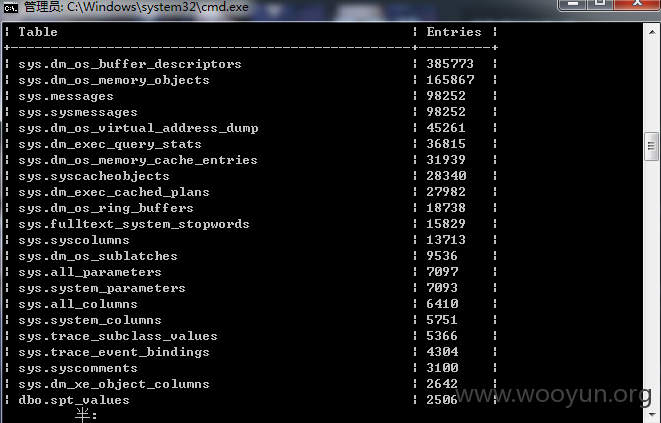 管理员: C:\Windows\system32\cmd.exe
¦ Table ¦ Entries ¦
+--------------------------------------------------+---------+
¦ sys.dm_os_buffer_descriptors ¦ 385773 ¦
¦ sys.dm_os_memory_objects ¦ 165867 ¦
¦ sys.messages ¦ 98252 ¦
¦ sys.sysmessages ¦ 98252 ¦
¦ sys.dm_os_virtual_address_dump ¦ 45261 ¦
¦ sys.dm_exec_query_stats ¦ 36815 ¦
¦ sys.dm_os_memory_cache_entries ¦ 31939 ¦
¦ sys.syscacheobjects ¦ 28340 ¦
¦ sys.dm_exec_cached_plans ¦ 27982 ¦
¦ sys.dm_os_ring_buffers ¦ 18738 ¦
¦ sys.fulltext_system_stopwords ¦ 15829 ¦
¦ sys.syscolumns ¦ 13713 ¦
¦ sys.dm_os_sublatches ¦ 9536 ¦
¦ sys.all_parameters ¦ 7097 ¦
¦ sys.system_parameters ¦ 7093 ¦
¦ sys.all_columns ¦ 6410 ¦
¦ sys.system_columns ¦ 5751 ¦
¦ sys.trace_subclass_values ¦ 5366 ¦
¦ sys.trace_event_bindings ¦ 4304 ¦
¦ sys.syscomments ¦ 3100 ¦
¦ sys.dm_xe_object_columns ¦ 2642 ¦
¦ dbo.spt_values ¦ 2506 ¦
半:
www.wooyun.org